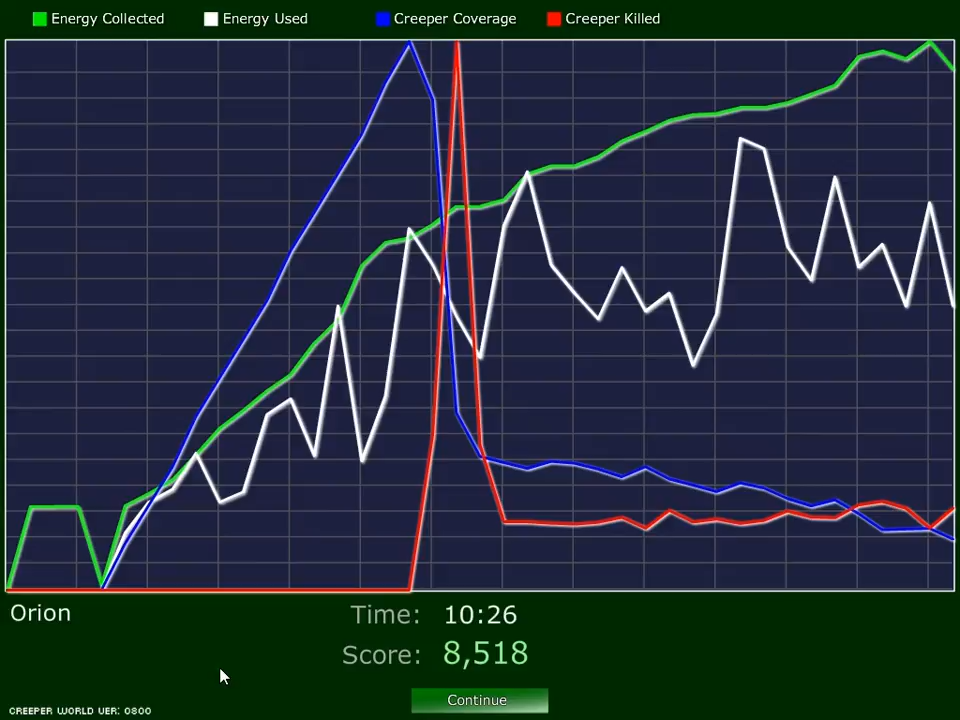 Energy Collected Energy Used Creeper Coverage Creeper Killed
Orion
Time: 10:26
Score: 8,518
Continue
CREEPER WORLD VER: 0800